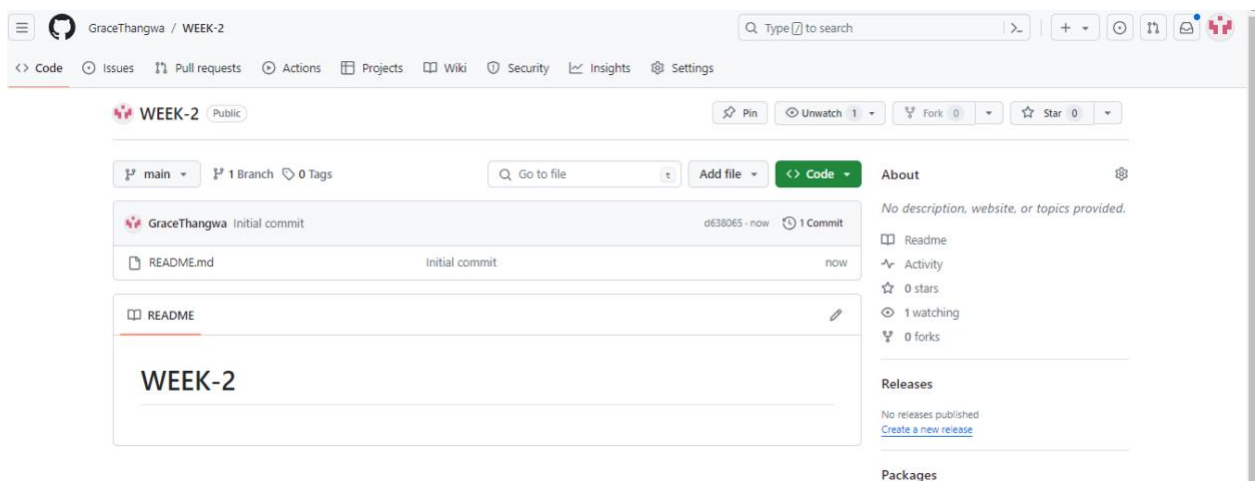 GraceThangwa / WEEK-2
Type / to search
Code
Issues
Pull requests
Actions
Projects
Wiki
Security
Insights
Settings
WEEK-2 Public
Pin
Unwatch 1
Fork 0
Star 0
main
1 Branch
0 Tags
Go to file
t
Add file
Code
GraceThangwa Initial commit
d638065 · now
1 Commit
README.md
Initial commit
now
README
WEEK-2
About
No description, website, or topics provided.
Readme
Activity
0 stars
1 watching
0 forks
Releases
No releases published
Create a new release
Packages